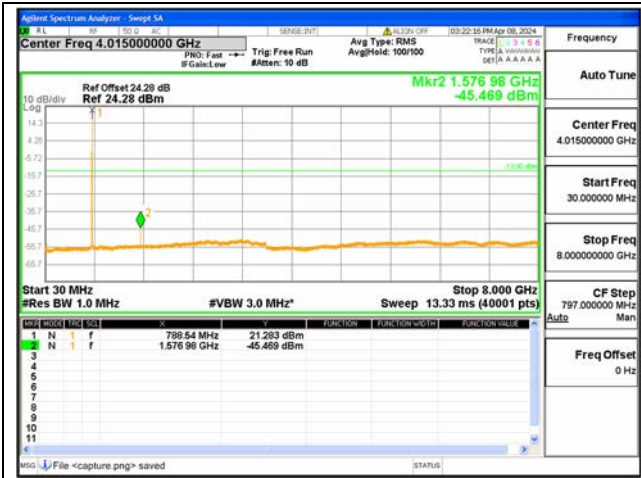 Agilent Spectrum Analyzer - Swept SA
RL RF 50 Ω AC SENSE:INT ALIGN OFF 03:22:16 PM Apr 08, 2024
Center Freq 4.015000000 GHz
PNO: Fast
IFGain:Low
Trig: Free Run
#Atten: 10 dB
Avg Type: RMS
Avg|Hold: 100/100
TRACE 1 2 3 4 5 6
TYPE A
DET A A A A A A
Frequency
Auto Tune
Mkr2 1.576 98 GHz
-45.469 dBm
Ref Offset 24.28 dB
Ref 24.28 dBm
10 dB/div
Log
14.3
4.28
-5.72
-15.7
-25.7
-35.7
-45.7
-55.7
-65.7
1
2
-13.00 dBm
Center Freq
4.015000000 GHz
Start Freq
30.000000 MHz
Stop Freq
8.000000000 GHz
CF Step
797.000000 MHz
Auto Man
Freq Offset
0 Hz
Start 30 MHz
Stop 8.000 GHz
#Res BW 1.0 MHz
#VBW 3.0 MHz*
Sweep 13.33 ms (40001 pts)
MKR MODE TRC SCL X Y FUNCTION FUNCTION WIDTH FUNCTION VALUE
1 N 1 f 788.54 MHz 21.283 dBm
2 N 1 f 1.576 98 GHz -45.469 dBm
3
4
5
6
7
8
9
10
11
MSG File <capture.png> saved
STATUS